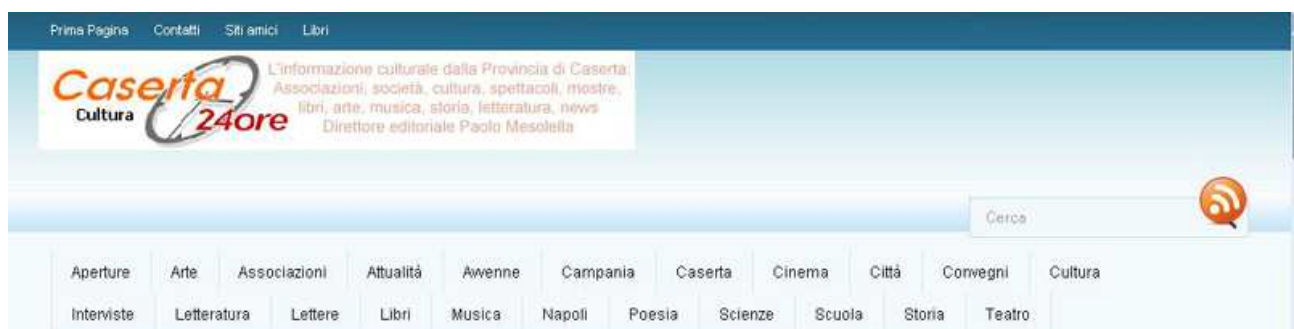 Prima Pagina Contatti Siti amici Libri
Caserta
Cultura
24ore
L'informazione culturale dalla Provincia di Caserta:
Associazioni, società, cultura, spettacoli, mostre,
libri, arte, musica, storia, letteratura, news
Direttore editoriale Paolo Mesolella
Cerca
Aperture Arte Associazioni Attualità Avvenne Campania Caserta Cinema Città Convegni Cultura
Interviste Letteratura Lettere Libri Musica Napoli Poesia Scienze Scuola Storia Teatro